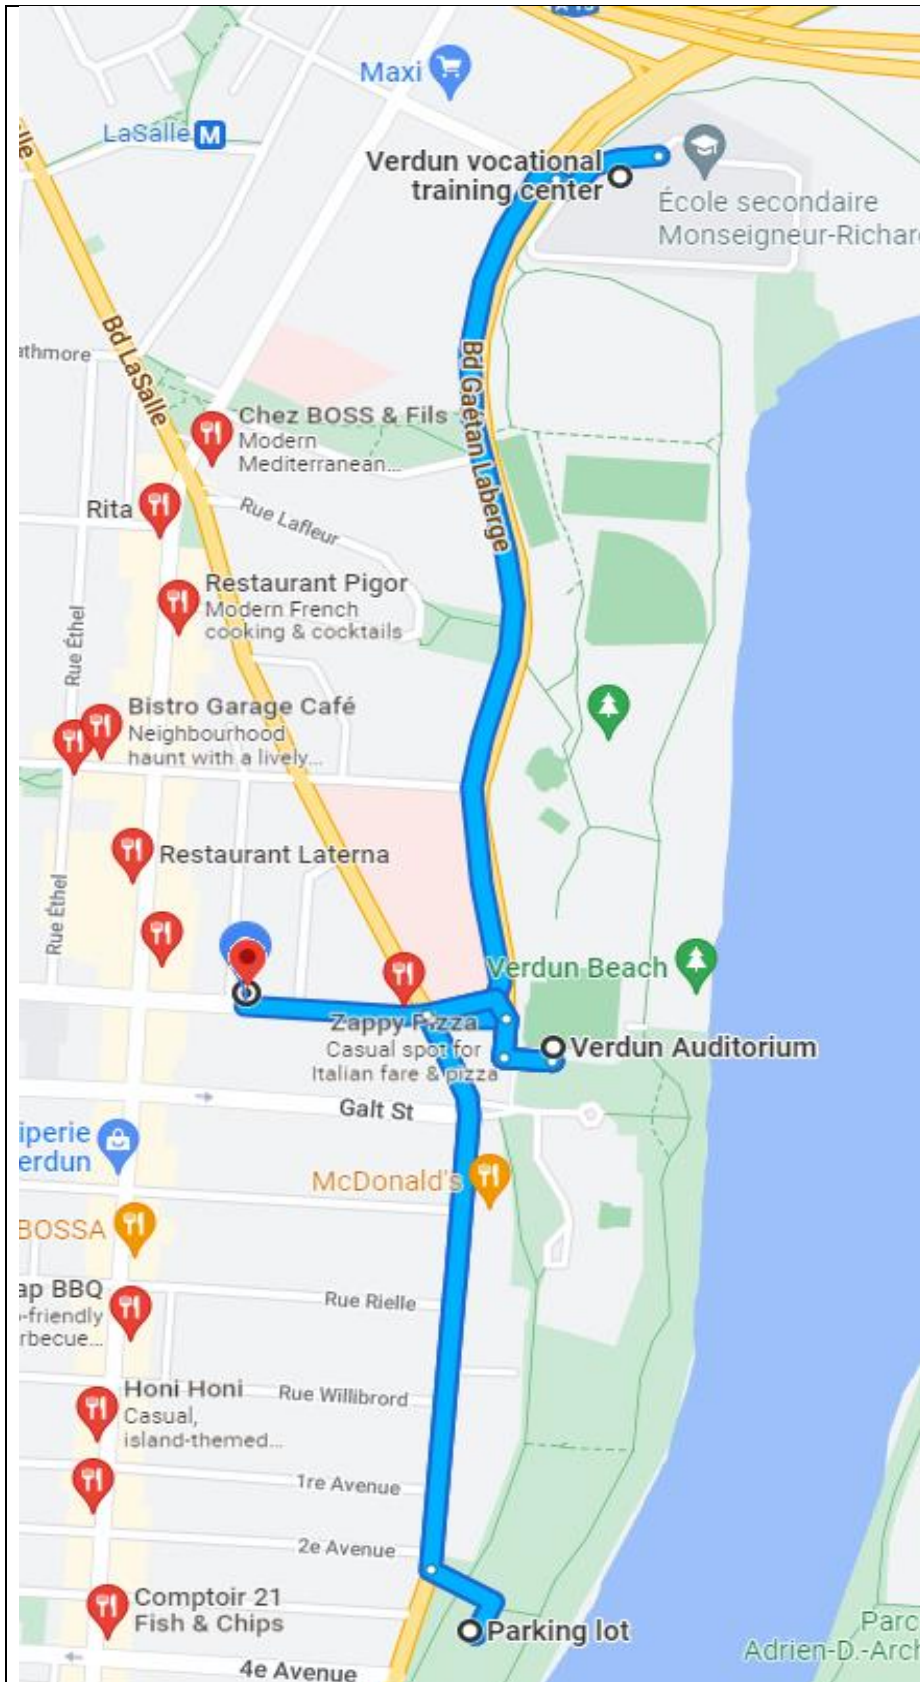 Maxi
LaSalle M
Verdun vocational
training center
École secondaire
Monseigneur-Richar
lle
Bd LaSalle
athmore
Bd Gaétan Laberge
Chez BOSS & Fils
Modern
Mediterranean...
Rita
Rue Lafleur
Restaurant Pigor
Modern French
cooking & cocktails
Rue Éthel
Bistro Garage Café
Neighbourhood
haunt with a lively...
Restaurant Laterna
Rue Éthel
Verdun Beach
Zappy Pizza
Casual spot for
Italian fare & pizza
Verdun Auditorium
Galt St
iperie
erdun
McDonald's
BOSSA
ap BBQ
-friendly
rbecue...
Rue Rielle
Honi Honi
Casual,
island-themed...
Rue Willibrord
1re Avenue
2e Avenue
Comptoir 21
Fish & Chips
Parking lot
Parc
Adrien-D.-Arch
4e Avenue